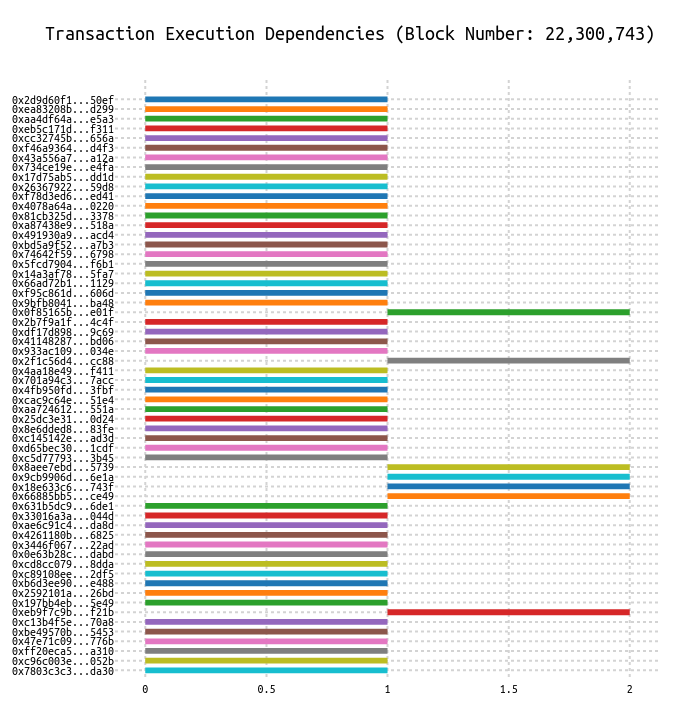 Transaction Execution Dependencies (Block Number: 22,300,743)
0x2d9d60f1...50ef
0xea83208b...d299
0xaa4df64a...e5a3
0xeb5c171d...f311
0xcc32745b...656a
0xf46a9364...d4f3
0x43a556a7...a12a
0x734ce19e...e4fa
0x17d75ab5...dd1d
0x26367922...59d8
0xf78d3ed6...ed41
0x4078a64a...0220
0x81cb325d...3378
0xa87438e9...518a
0x491930a9...acd4
0xbd5a9f52...a7b3
0x74642f59...6798
0x5fcd7904...f6b1
0x14a3af78...5fa7
0x66ad72b1...1129
0xf95c861d...606d
0x9bfb8041...ba48
0x0f85165b...e01f
0x2b7f9a1f...4c4f
0xdf17d898...9c69
0x41148287...bd06
0x933ac109...034e
0x2f1c56d4...cc88
0x4aa18e49...f411
0x701a94c3...7acc
0x4fb950fd...3fbf
0xcac9c64e...51e4
0xaa724612...551a
0x25dc3e31...0d24
0x8e6dded8...83fe
0xc145142e...ad3d
0xd65bec30...1cdf
0xc5d77793...3b45
0x8aee7ebd...5739
0x9cb9906d...6e1a
0x18e633c6...743f
0x66885bb5...ce49
0x631b5dc9...6de1
0x33016a3a...044d
0xae6c91c4...da8d
0x4261180b...6825
0x3446f067...22ad
0x0e63b28c...dabd
0xcd8cc079...8dda
0xc89108ee...2df5
0xb6d3ee90...e488
0x2592101a...26bd
0x197bb4eb...5e49
0xeb9f7c9b...f21b
0xc13b4f5e...70a8
0xbe49570b...5453
0x47e71c09...776b
0xff20eca5...a310
0xc96c003e...052b
0x7803c3c3...da30
0 0.5 1 1.5 2